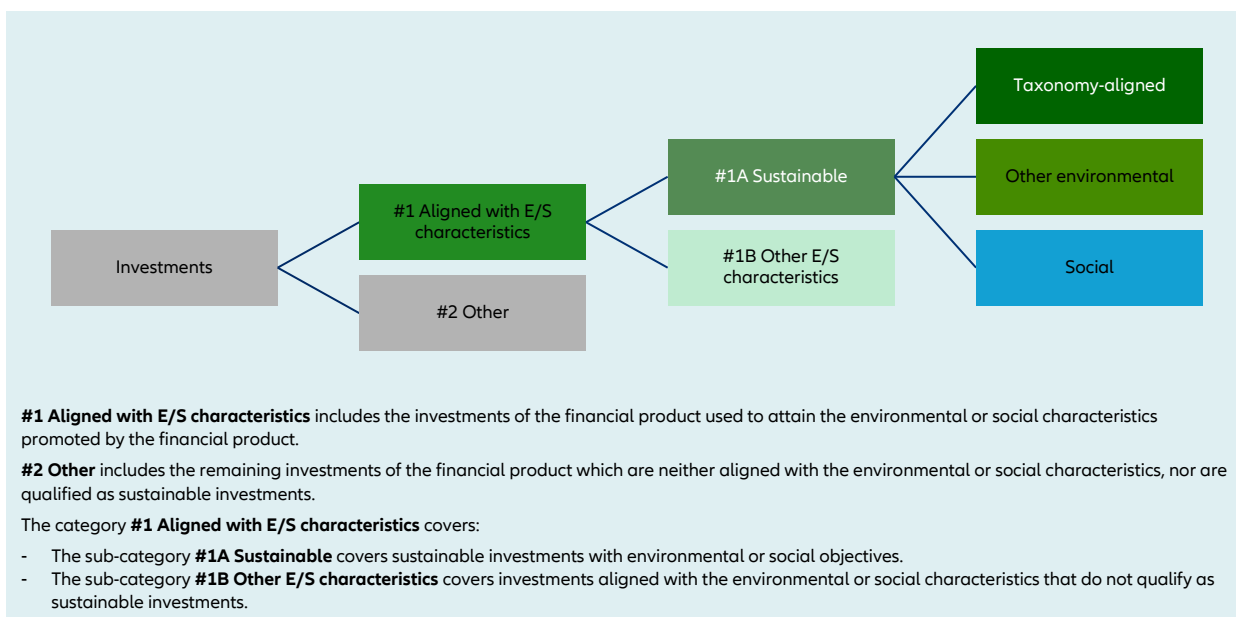 Taxonomy-aligned
#1A Sustainable
Other environmental
#1 Aligned with E/S
characteristics
Investments
#1B Other E/S
characteristics
Social
#2 Other
#1 Aligned with E/S characteristics includes the investments of the financial product used to attain the environmental or social characteristics
promoted by the financial product.
#2 Other includes the remaining investments of the financial product which are neither aligned with the environmental or social characteristics, nor are
qualified as sustainable investments.
The category #1 Aligned with E/S characteristics covers:
- The sub-category #1A Sustainable covers sustainable investments with environmental or social objectives.
- The sub-category #1B Other E/S characteristics covers investments aligned with the environmental or social characteristics that do not qualify as
sustainable investments.